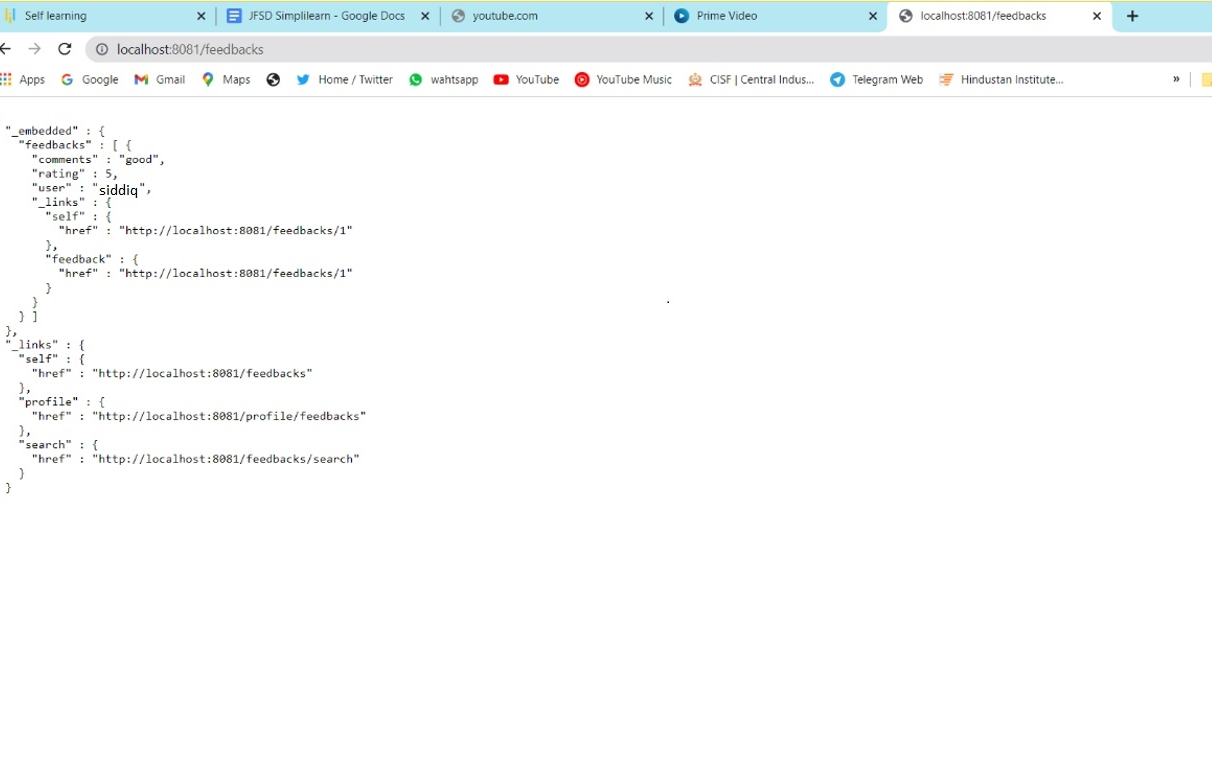 Self learning
JFSD Simplilearn - Google Docs
youtube.com
Prime Video
localhost:8081/feedbacks
localhost:8081/feedbacks
Apps Google Gmail Maps Home / Twitter wahtsapp YouTube YouTube Music CISF | Central Indus... Telegram Web Hindustan Institute... »
"_embedded" : {
"feedbacks" : [ {
"comments" : "good",
"rating" : 5,
"user" : "siddiq",
"_links" : {
"self" : {
"href" : "http://localhost:8081/feedbacks/1"
},
"feedback" : {
"href" : "http://localhost:8081/feedbacks/1"
}
}
} ]
},
"_links" : {
"self" : {
"href" : "http://localhost:8081/feedbacks"
},
"profile" : {
"href" : "http://localhost:8081/profile/feedbacks"
},
"search" : {
"href" : "http://localhost:8081/feedbacks/search"
}
}